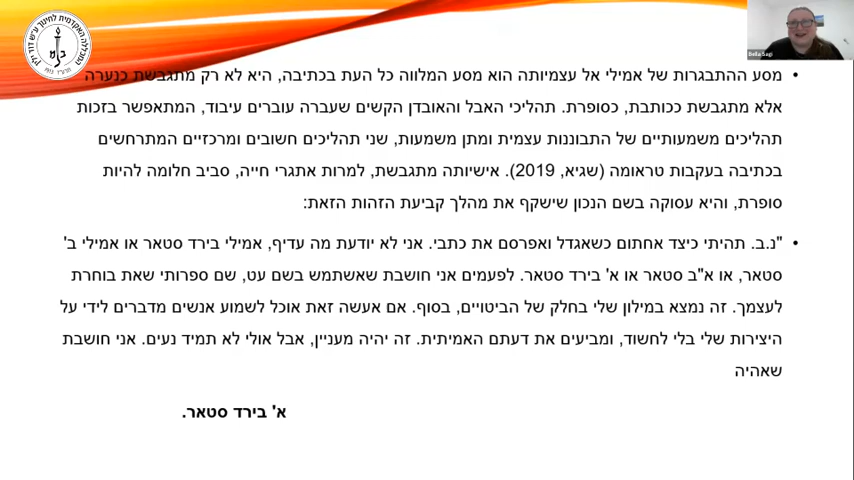 Bella Sagi
מסע ההתבגרות של אמילי אל עצמיותה הוא מסע המלווה כל העת בכתיבה, היא לא רק מתגבשת כנערה
אלא מתגבשת ככותבת, כסופרת. תהליכי האבל והאובדן הקשים שעברה עוברים עיבוד, המתאפשר בזכות
תהליכים משמעותיים של התבוננות עצמית ומתן משמעות, שני תהליכים חשובים ומרכזיים המתרחשים
בכתיבה בעקבות טראומה (שגיא, 2019). אישיותה מתגבשת, למרות אתגרי חייה, סביב חלומה להיות
סופרת, והיא עסוקה בשם הנכון שישקף את מהלך קביעת הזהות הזאת:
"נ.ב. תהיתי כיצד אחתום כשאגדל ואפרסם את כתבי. אני לא יודעת מה עדיף, אמילי בירד סטאר או אמילי ב'
סטאר, או א"ב סטאר או א' בירד סטאר. לפעמים אני חושבת שאשתמש בשם עט, שם ספרותי שאת בוחרת
לעצמך. זה נמצא במילון שלי בחלק של הביטויים, בסוף. אם אעשה זאת אוכל לשמוע אנשים מדברים לידי על
היצירות שלי בלי לחשוד, ומביעים את דעתם האמיתית. זה יהיה מעניין, אבל אולי לא תמיד נעים. אני חושבת
שאהיה
א' בירד סטאר.